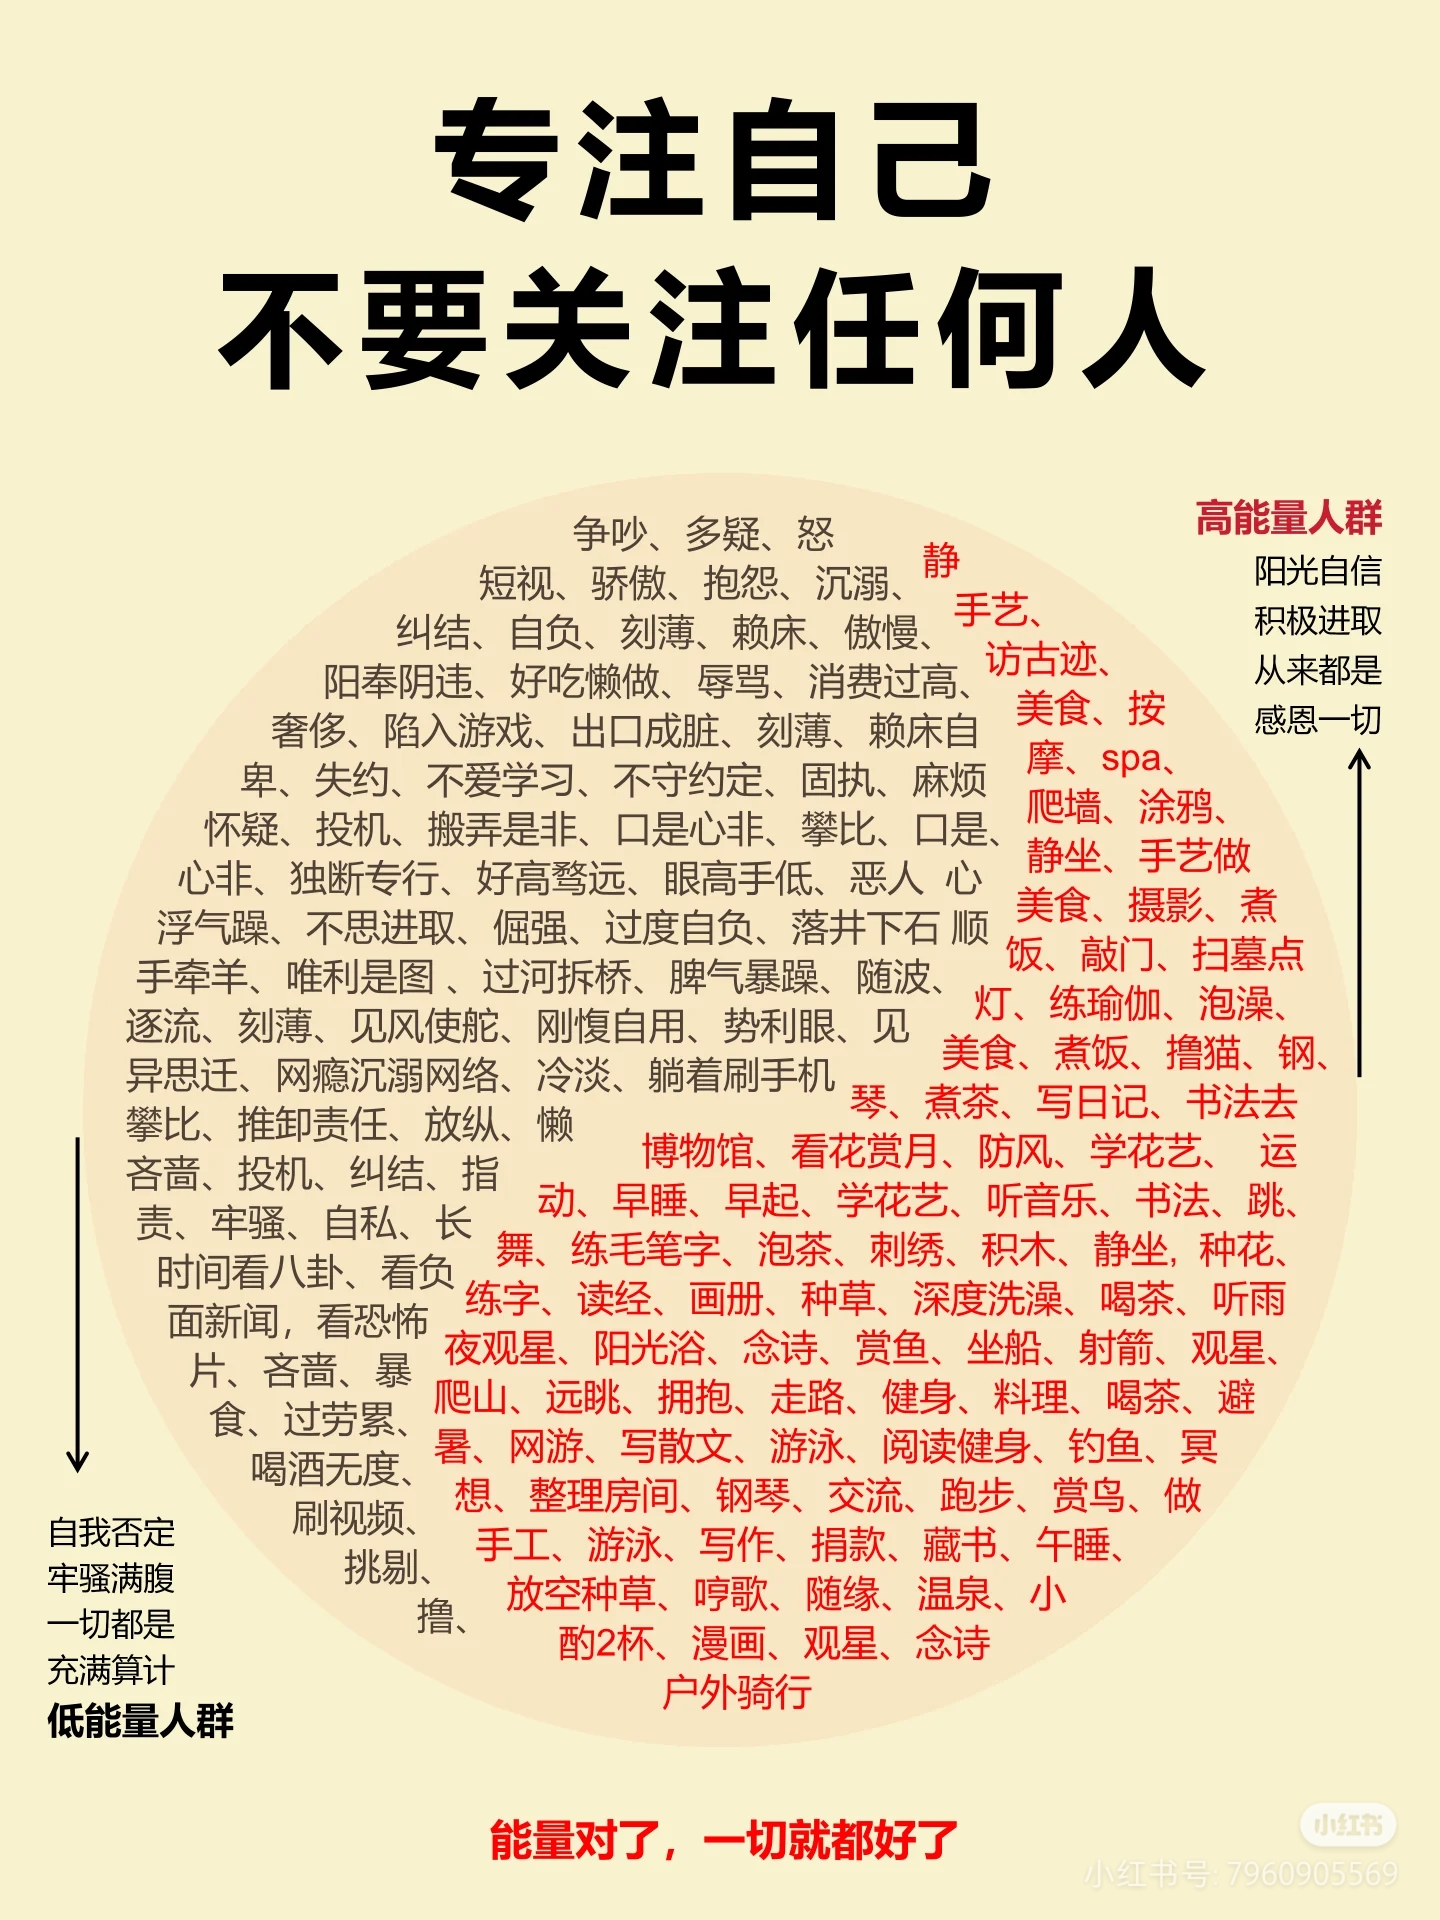 专注自己
不要关注任何人
高能量人群
阳光自信
积极进取
从来都是
感恩一切
争吵、多疑、怒
短视、骄傲、抱怨、沉溺、
纠结、自负、刻薄、赖床、傲慢、
阳奉阴违、好吃懒做、辱骂、消费过高、
奢侈、陷入游戏、出口成脏、刻薄、赖床自
卑、失约、不爱学习、不守约定、固执、麻烦
怀疑、投机、搬弄是非、口是心非、攀比、口是、
心非、独断专行、好高骛远、眼高手低、恶人 心
浮气躁、不思进取、倔强、过度自负、落井下石 顺
手牵羊、唯利是图 、过河拆桥、脾气暴躁、随波、
逐流、刻薄、见风使舵、刚愎自用、势利眼、见
异思迁、网瘾沉溺网络、冷淡、躺着刷手机
攀比、推卸责任、放纵、懒
吝啬、投机、纠结、指
责、牢骚、自私、长
时间看八卦、看负
面新闻，看恐怖
片、吝啬、暴
食、过劳累、
喝酒无度、
刷视频、
挑剔、
撸、
静
手艺、
访古迹、
美食、按
摩、spa、
爬墙、涂鸦、
静坐、手艺做
美食、摄影、煮
饭、敲门、扫墓点
灯、练瑜伽、泡澡、
美食、煮饭、撸猫、钢、
琴、煮茶、写日记、书法去
博物馆、看花赏月、防风、学花艺、 运
动、早睡、早起、学花艺、听音乐、书法、跳、
舞、练毛笔字、泡茶、刺绣、积木、静坐, 种花、
练字、读经、画册、种草、深度洗澡、喝茶、听雨
夜观星、阳光浴、念诗、赏鱼、坐船、射箭、观星、
爬山、远眺、拥抱、走路、健身、料理、喝茶、避
暑、网游、写散文、游泳、阅读健身、钓鱼、冥
想、整理房间、钢琴、交流、跑步、赏鸟、做
手工、游泳、写作、捐款、藏书、午睡、
放空种草、哼歌、随缘、温泉、小
酌2杯、漫画、观星、念诗
户外骑行
自我否定
牢骚满腹
一切都是
充满算计
低能量人群
能量对了，一切就都好了
小红书
小红书号: 7960905569